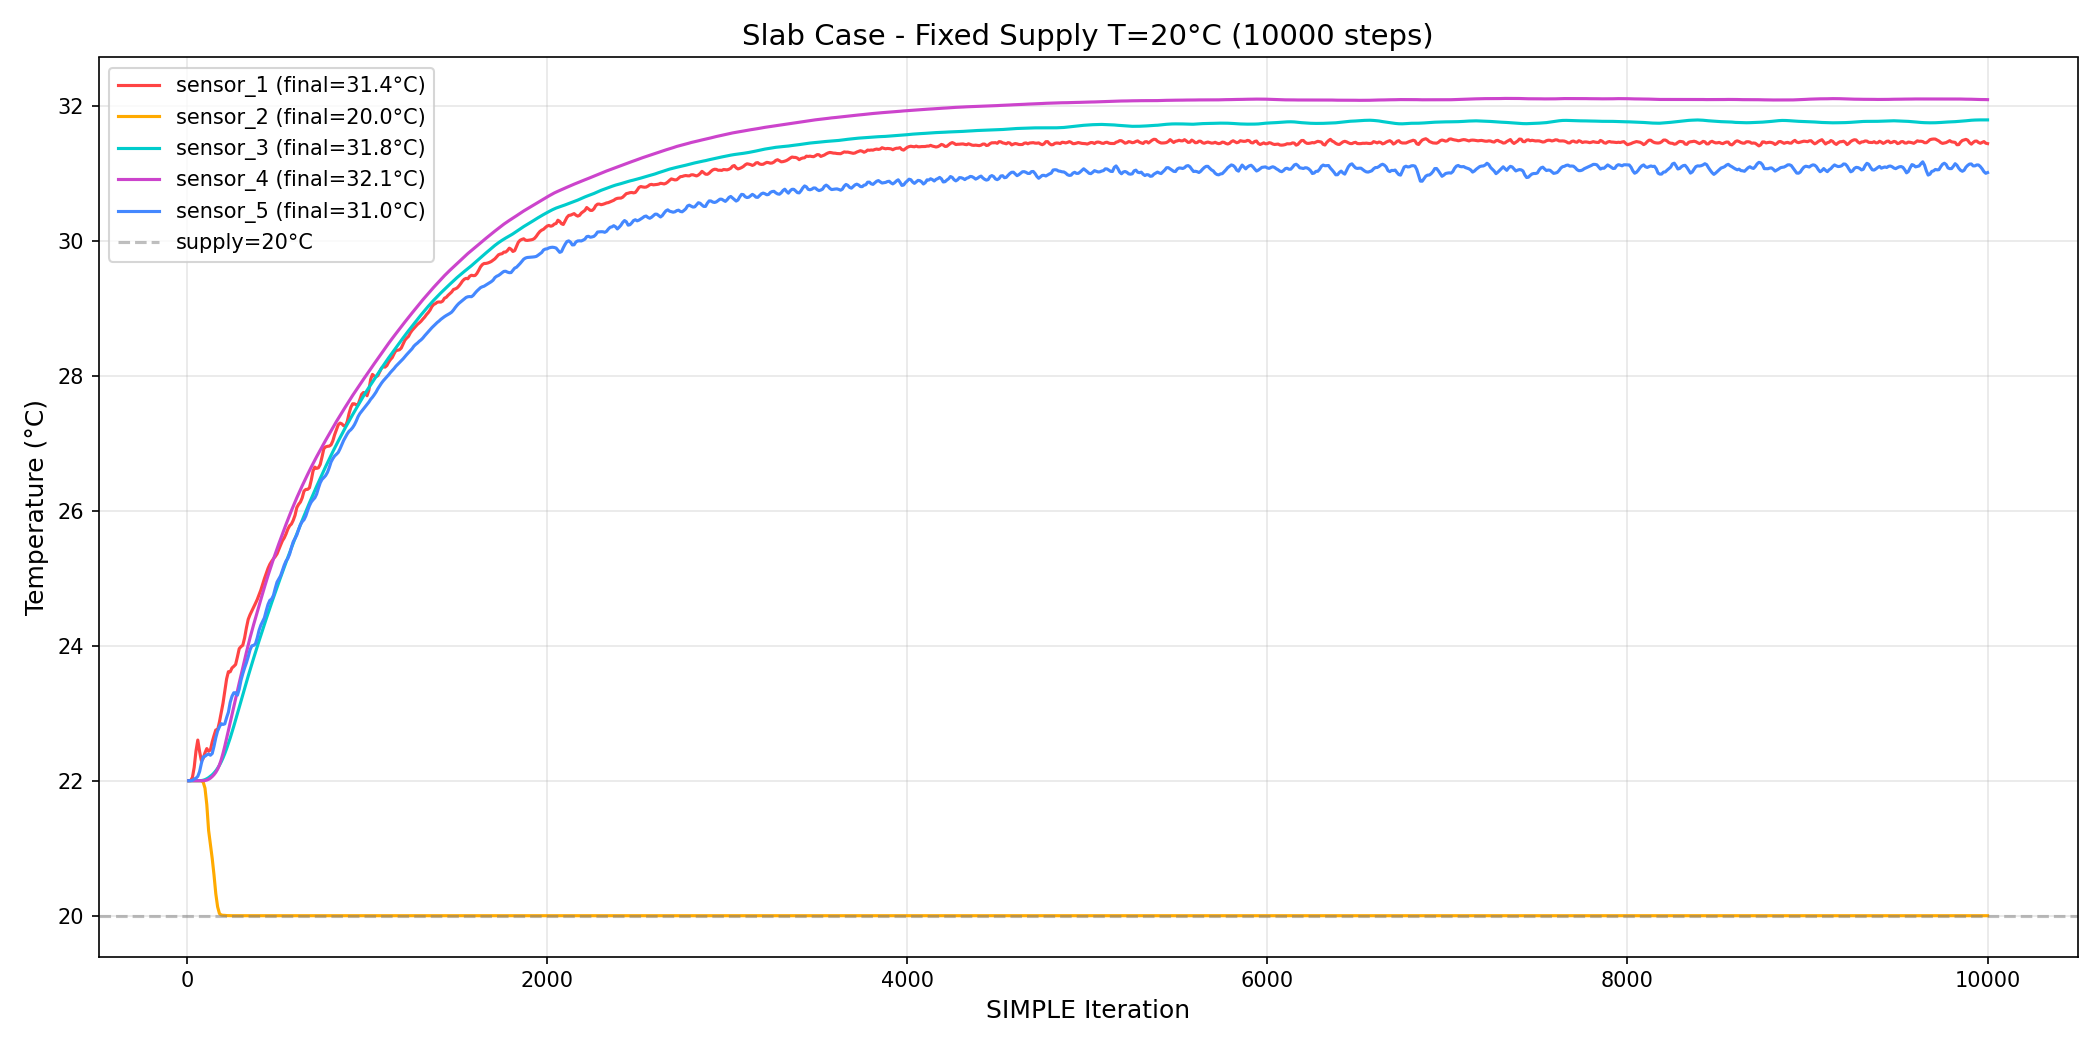 Slab Case - Fixed Supply T=20°C (10000 steps)
sensor_1 (final=31.4°C)
sensor_2 (final=20.0°C)
sensor_3 (final=31.8°C)
sensor_4 (final=32.1°C)
sensor_5 (final=31.0°C)
supply=20°C
Temperature (°C)
32
30
28
26
24
22
20
0 2000 4000 6000 8000 10000
SIMPLE Iteration